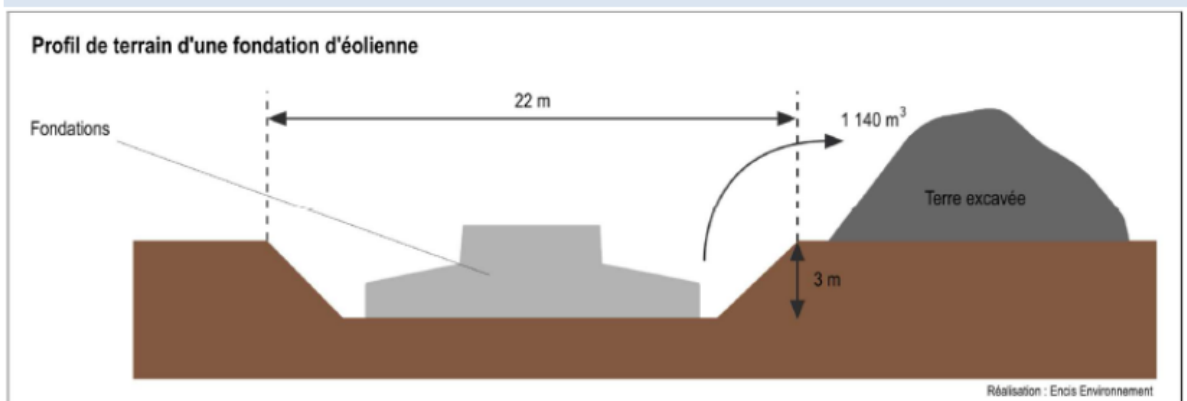 Profil de terrain d'une fondation d'éolienne
22 m
Fondations
1 140 m³
Terre excavée
3 m
Réalisation : Encis Environnement